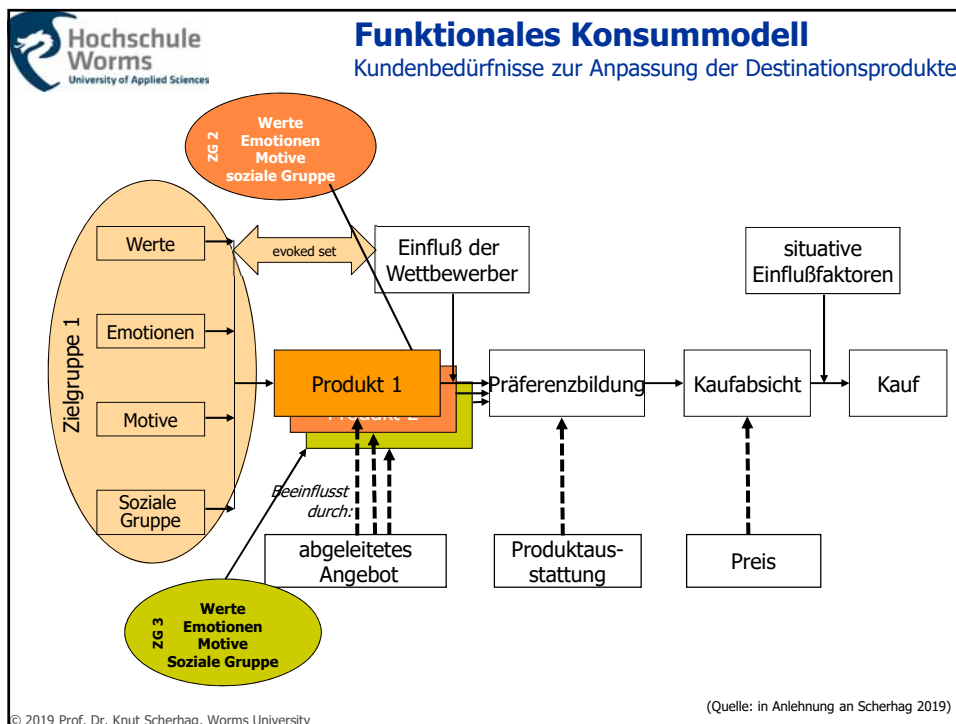 Hochschule
Worms
University of Applied Sciences
Funktionales Konsummodell
Kundenbedürfnisse zur Anpassung der Destinationsprodukte
ZG 2
Werte
Emotionen
Motive
soziale Gruppe
Zielgruppe 1
Werte
Emotionen
Motive
Soziale
Gruppe
evoked set
Einfluß der
Wettbewerber
situative
Einflußfaktoren
Produkt 1
Präferenzbildung
Kaufabsicht
Kauf
Beeinflusst
durch:
abgeleitetes
Angebot
Produktaus-
stattung
Preis
ZG 3
Werte
Emotionen
Motive
Soziale Gruppe
(Quelle: in Anlehnung an Scherhag 2019)
© 2019 Prof. Dr. Knut Scherhag, Worms University